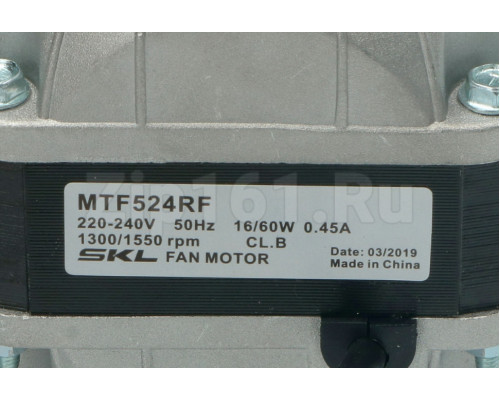 MTF524RF
220-240V 50Hz 16/60W 0.45A
1300/1550 rpm CL.B
SKL FAN MOTOR
Date: 03/2019
Made in China
Zip161.Ru